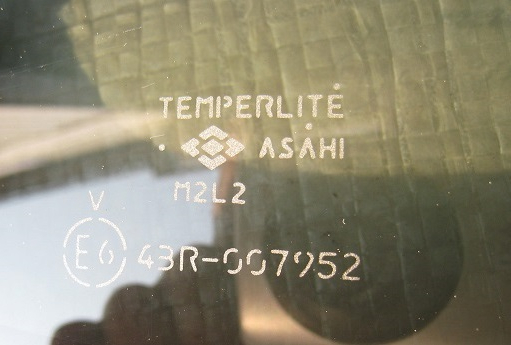 TEMPERLITE
ASAHI
M2L2
V
E6 43R-007952